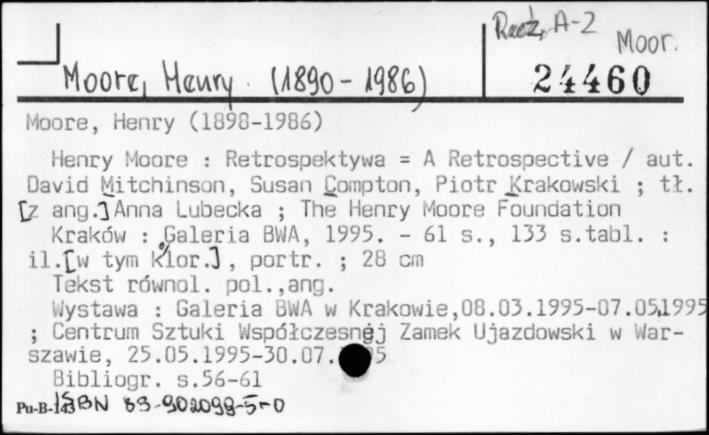 Rzeź, A-2
Moor.
Moore, Henry (1890-1986)
24460
Moore, Henry (1898-1986)
Henry Moore : Retrospektywa = A Retrospective / aut.
David Mitchinson, Susan Compton, Piotr Krakowski ; tł.
[z ang.] Anna Lubecka ; The Henry Moore Foundation
Kraków : Galeria BWA, 1995. - 61 s., 133 s.tabl. :
il.[w tym kolor.], portr. ; 28 cm
Tekst równol. pol.,ang.
Wystawa : Galeria BWA w Krakowie,08.03.1995-07.05.1995
; Centrum Sztuki Współczesnej Zamek Ujazdowski w War-
szawie, 25.05.1995-30.07. 5
Bibliogr. s.56-61
Pu-B-143 ISBN 83-902098-5-0